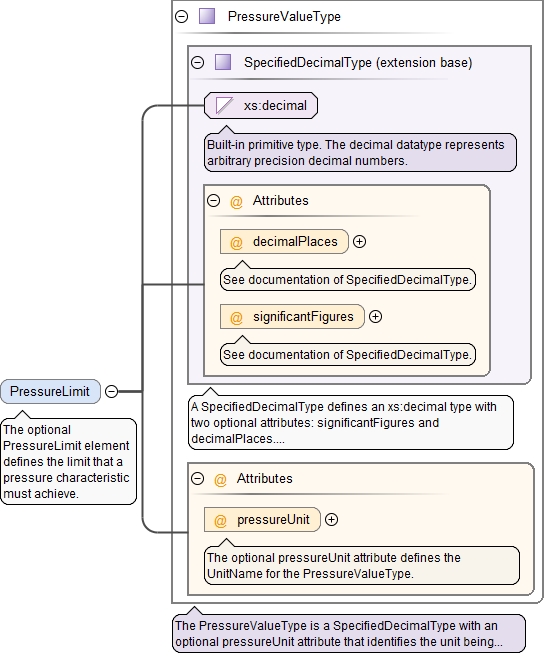 PressureValueType
SpecifiedDecimalType (extension base)
xs:decimal
Built-in primitive type. The decimal datatype represents
arbitrary precision decimal numbers.
@ Attributes
@ decimalPlaces
See documentation of SpecifiedDecimalType.
@ significantFigures
See documentation of SpecifiedDecimalType.
PressureLimit
The optional
PressureLimit element
defines the limit that a
pressure characteristic
must achieve.
A SpecifiedDecimalType defines an xs:decimal type with
two optional attributes: significantFigures and
decimalPlaces....
@ Attributes
@ pressureUnit
The optional pressureUnit attribute defines the
UnitName for the PressureValueType.
The PressureValueType is a SpecifiedDecimalType with an
optional pressureUnit attribute that identifies the unit being...